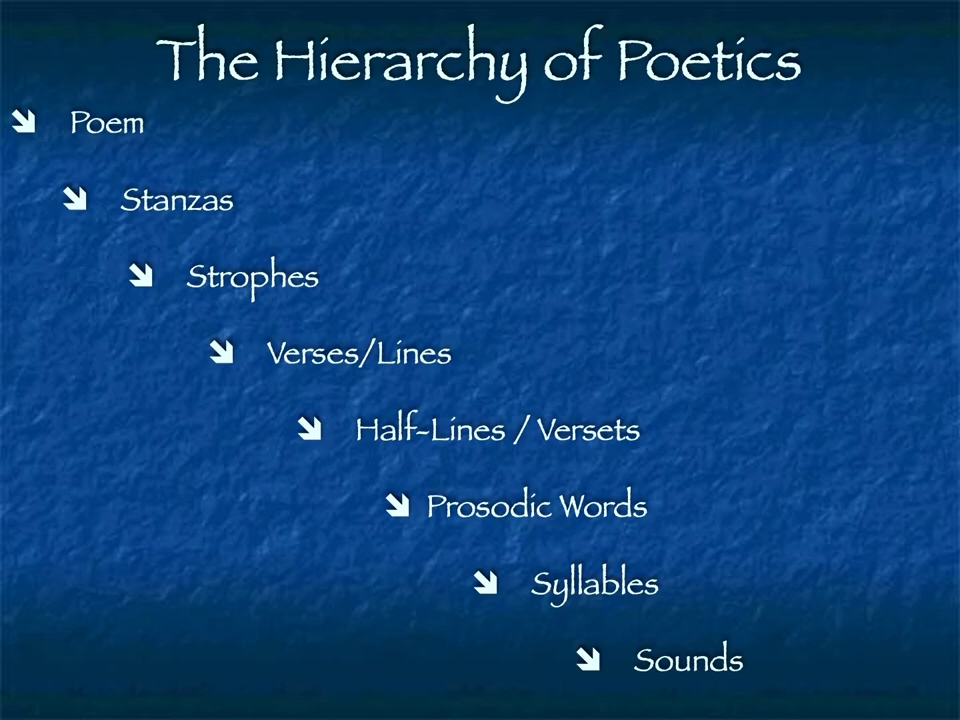 The Hierarchy of Poetics
Poem
Stanzas
Strophes
Verses/Lines
Half-Lines / Versets
Prosodic Words
Syllables
Sounds